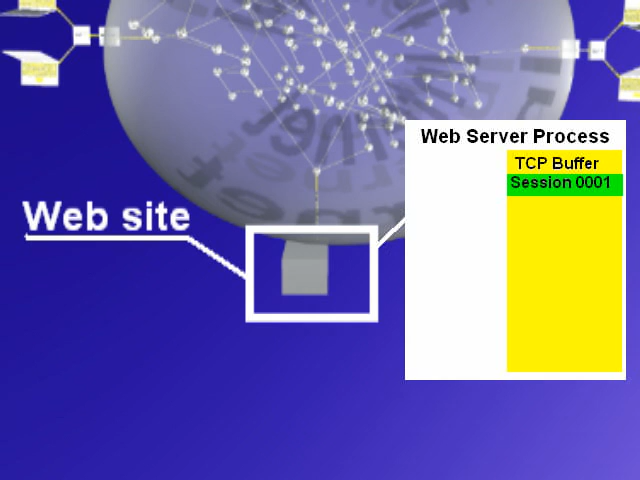 Web Server Process
TCP Buffer
Session 0001
Web site